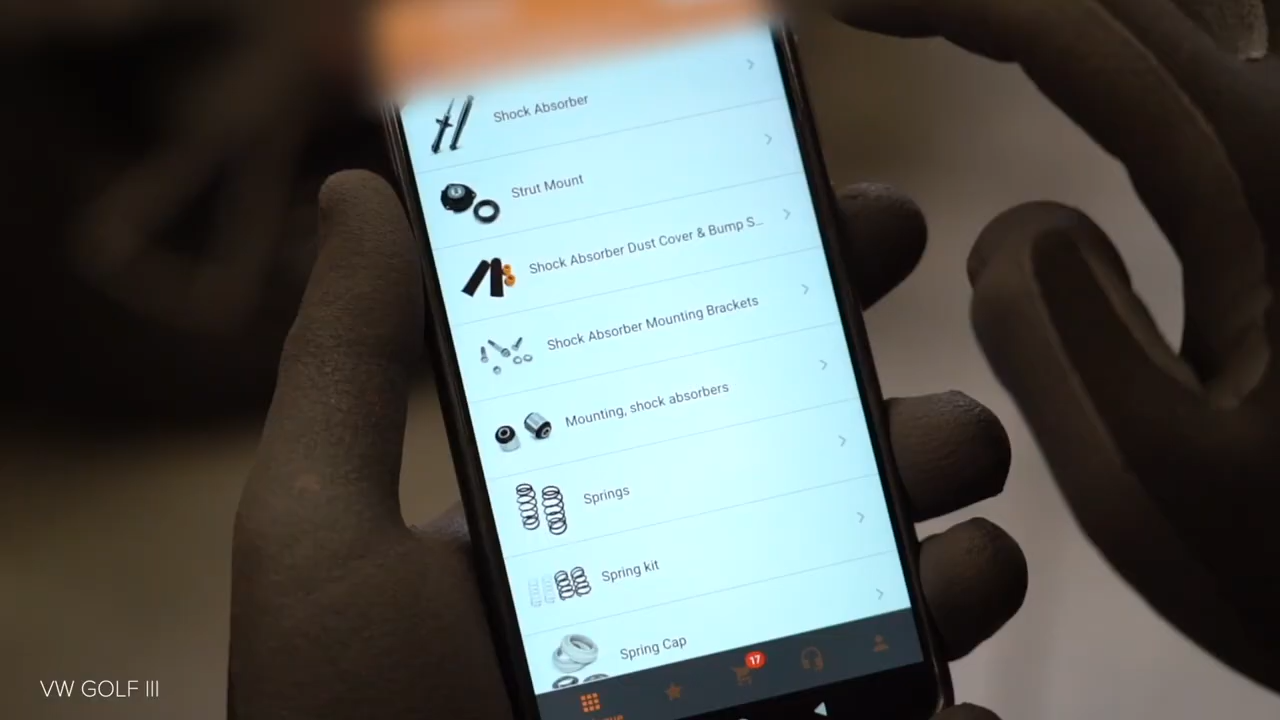 Shock Absorber
Strut Mount
Shock Absorber Dust Cover & Bump S...
Shock Absorber Mounting Brackets
Mounting, shock absorbers
Springs
Spring kit
Spring Cap
17
VW GOLF III